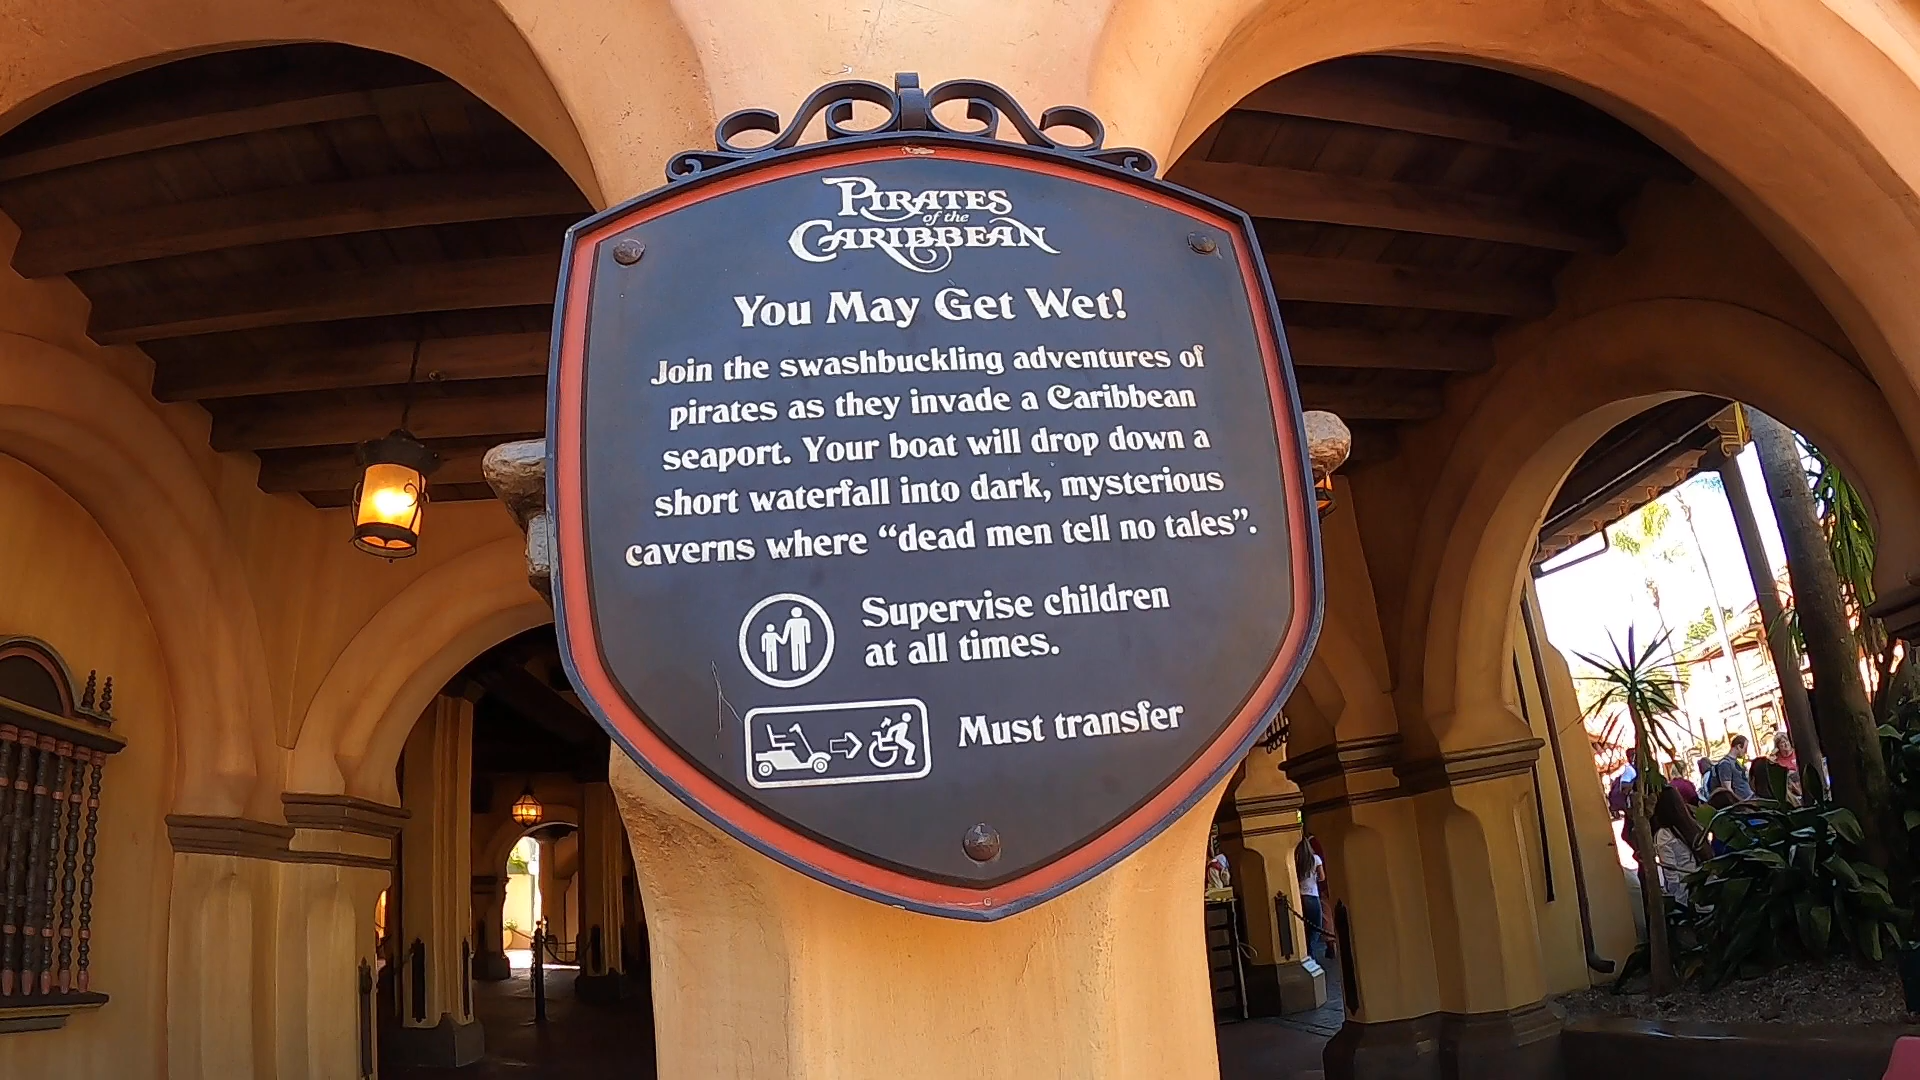 PIRATES
of the
CARIBBEAN
You May Get Wet!
Join the swashbuckling adventures of
pirates as they invade a Caribbean
seaport. Your boat will drop down a
short waterfall into dark, mysterious
caverns where “dead men tell no tales”.
Supervise children
at all times.
Must transfer